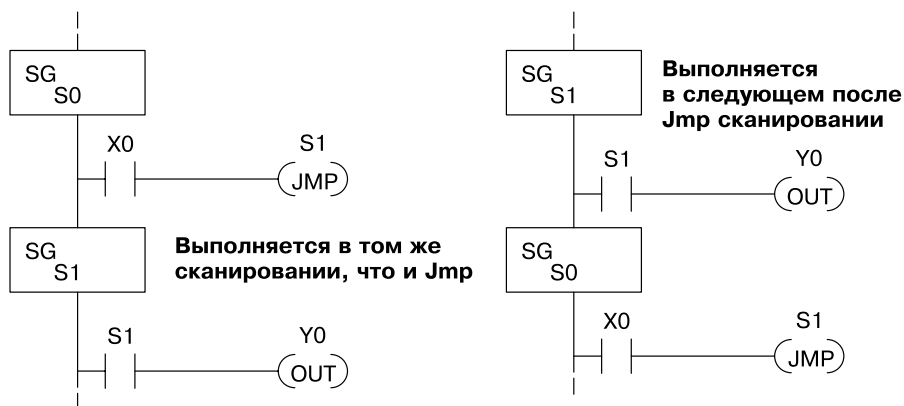 SG
S0
X0
S1
JMP
SG
S1
Выполняется в том же
сканировании, что и Jmp
S1
Y0
OUT
SG
S1
Выполняется
в следующем после
Jmp сканировании
S1
Y0
OUT
SG
S0
X0
S1
JMP